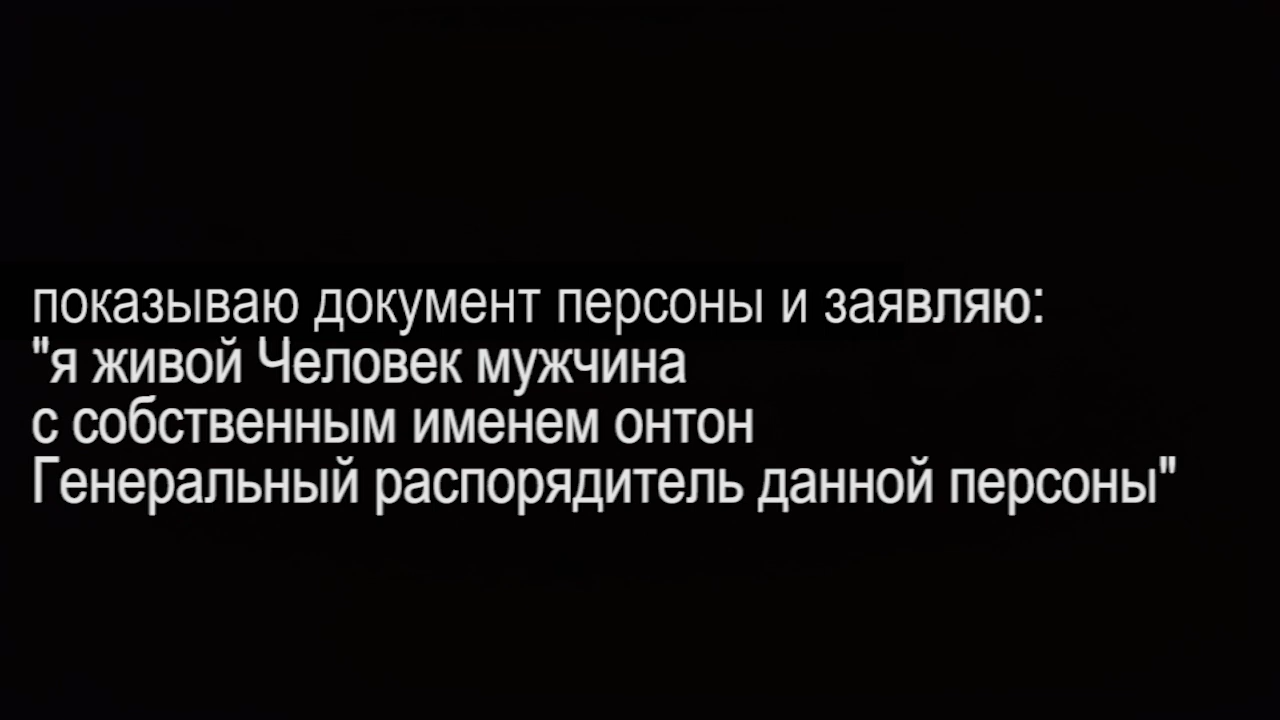 показываю документ персоны и заявляю:
"я живой Человек мужчина
с собственным именем онтон
Генеральный распорядитель данной персоны"